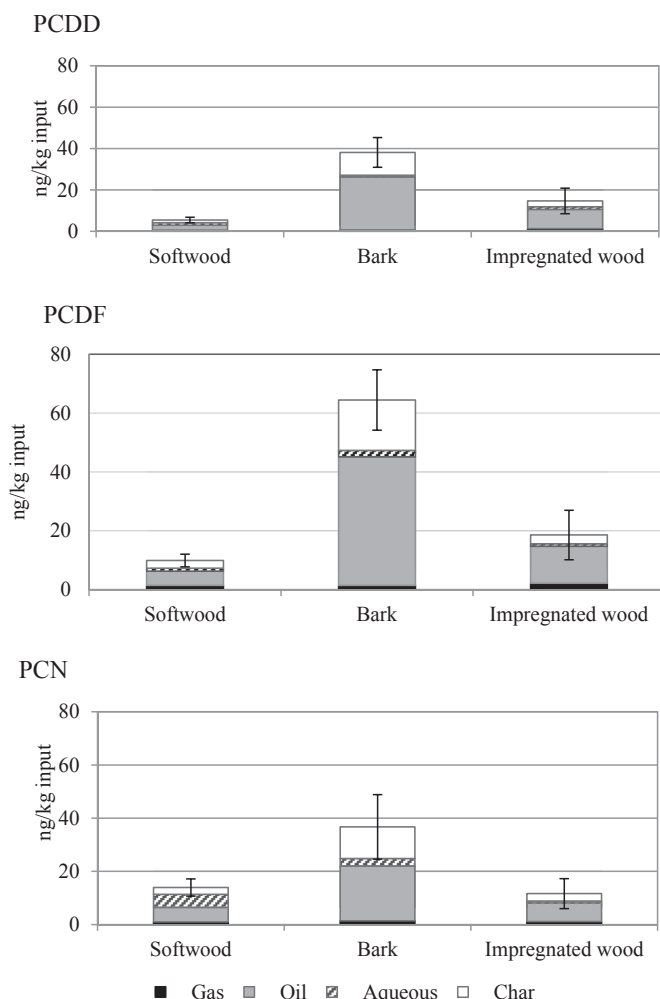 PCDD
80
60
40
20
0
ng/kg input
Softwood Bark Impregnated wood
PCDF
80
60
40
20
0
ng/kg input
Softwood Bark Impregnated wood
PCN
80
60
40
20
0
ng/kg input
Softwood Bark Impregnated wood
Gas Oil Aqueous Char